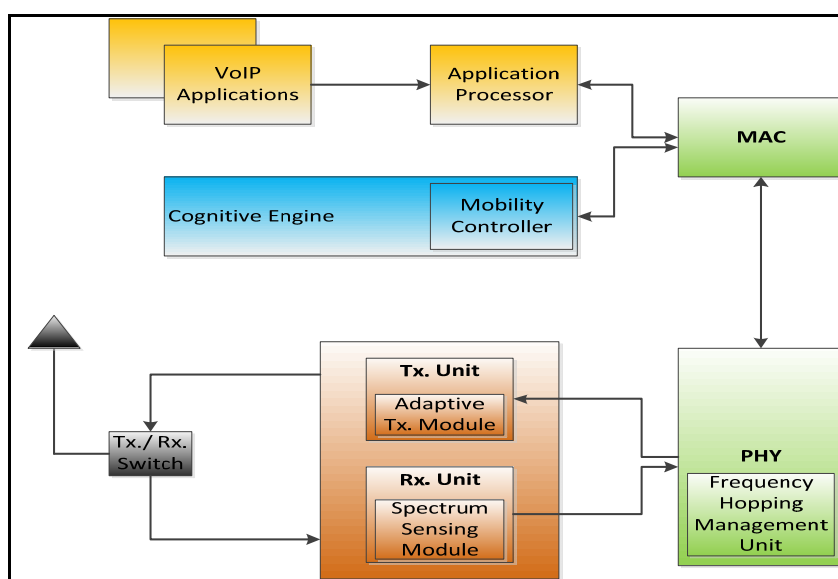 VoIP
Applications
Application
Processor
MAC
Cognitive Engine
Mobility
Controller
Tx. Unit
Adaptive
Tx. Module
Tx./ Rx.
Switch
Rx. Unit
Spectrum
Sensing
Module
PHY
Frequency
Hopping
Management
Unit